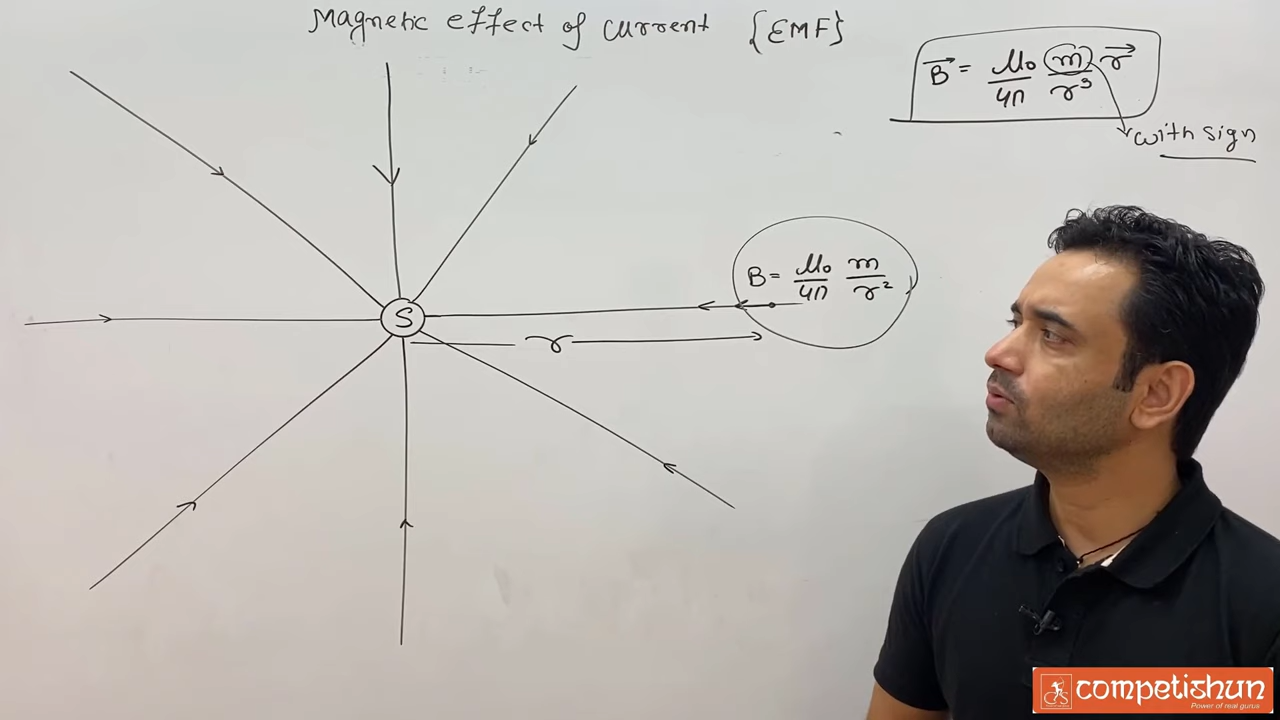 Magnetic effect of current {EMF}
B⃗ = μ₀/4π m/r³ r⃗
with sign
B = μ₀/4π m/r²
S
r
competishun
Power of real gurus